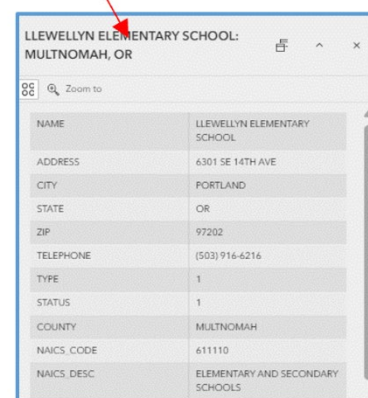 LLEWELLYN ELEMENTARY SCHOOL:
MULTNOMAH, OR
Zoom to
NAME LLEWELLYN ELEMENTARY
SCHOOL
ADDRESS 6301 SE 14TH AVE
CITY PORTLAND
STATE OR
ZIP 97202
TELEPHONE (503) 916-6216
TYPE 1
STATUS 1
COUNTY MULTNOMAH
NAICS_CODE 611110
NAICS_DESC ELEMENTARY AND SECONDARY
SCHOOLS